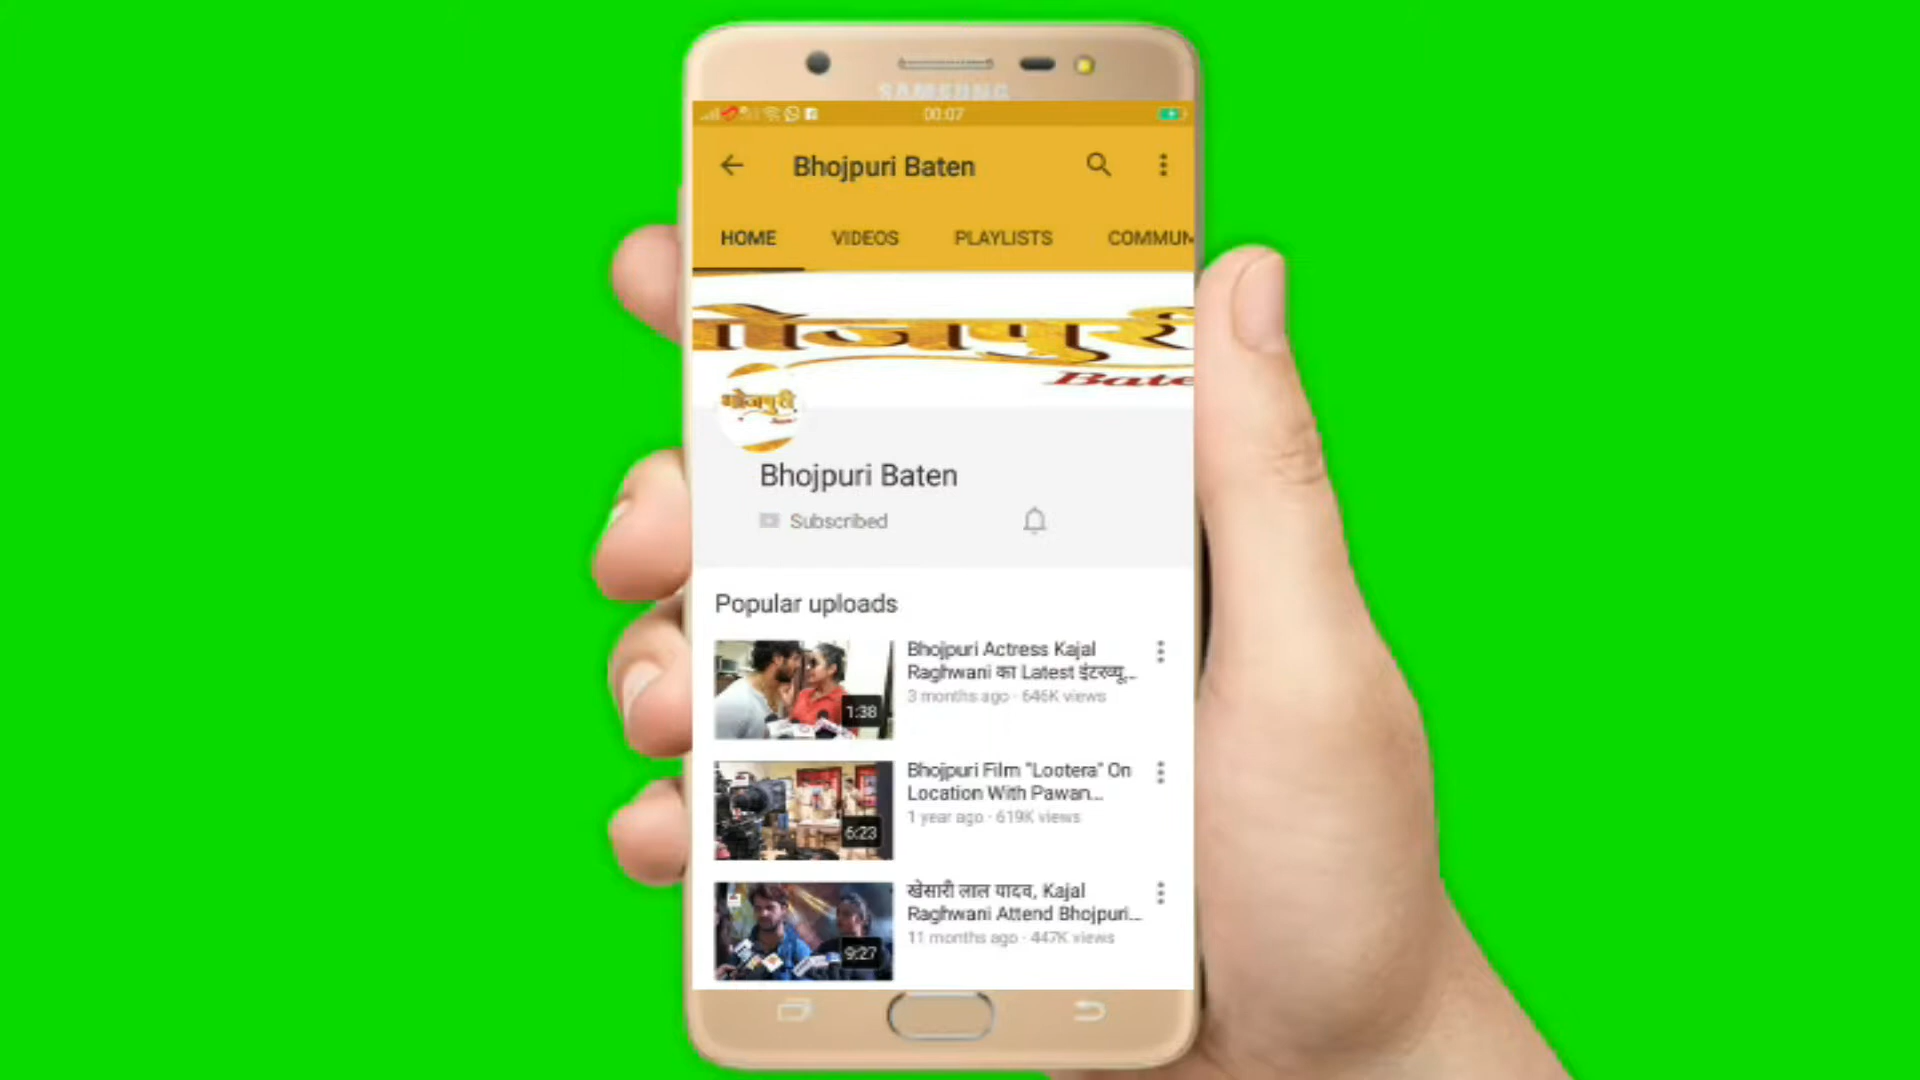 SAMSUNG
00:07
Bhojpuri Baten
HOME VIDEOS PLAYLISTS COMMUN
भोजपुरी
Bate
भोजपुरी
Bhojpuri Baten
Subscribed
Popular uploads
Bhojpuri Actress Kajal
Raghwani का Latest इंटरव्यू...
3 months ago · 646K views
1:38
Bhojpuri Film "Lootera" On
Location With Pawan...
1 year ago · 619K views
6:23
खेसारी लाल यादव, Kajal
Raghwani Attend Bhojpuri...
11 months ago · 447K views
9:27